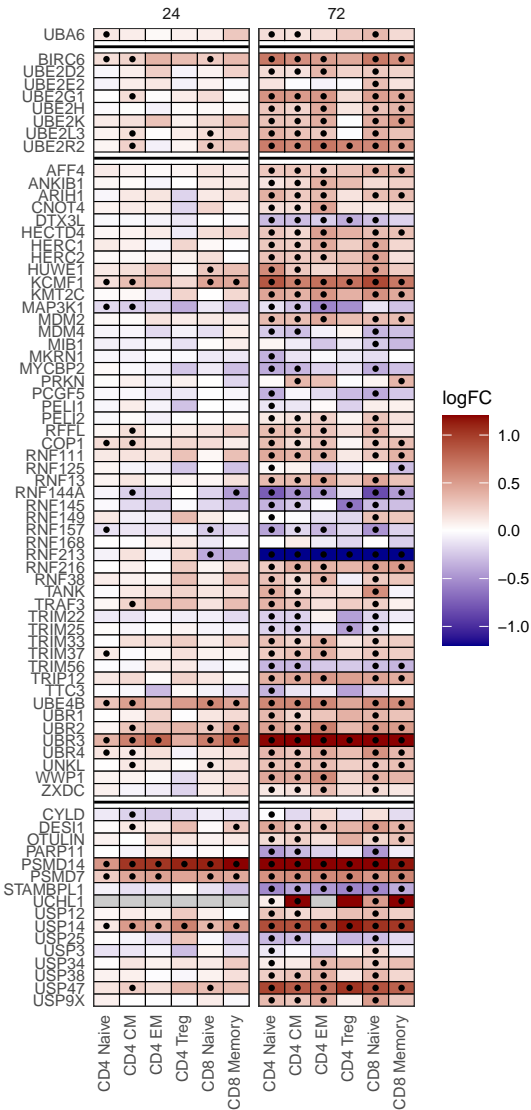 24 72
UBA6
BIRC6
UBE2D2
UBE2E2
UBE2G1
UBE2H
UBE2K
UBE2L3
UBE2R2
AFF4
ANKIB1
ARIH1
CNOT4
DTX3L
HECTD4
HERC1
HERC2
HUWE1
KCMF1
KMT2C
MAP3K1
MDM2
MDM4
MIB1
MKRN1
MYCBP2
PRKN
PCGF5
PELI1
PELI2
RFFL
COP1
RNF111
RNF125
RNF13
RNF144A
RNF145
RNF149
RNF157
RNF168
RNF213
RNF216
RNF38
TANK
TRAF3
TRIM22
TRIM25
TRIM33
TRIM37
TRIM56
TRIP12
TTC3
UBE4B
UBR1
UBR2
UBR3
UBR4
UNKL
WWP1
ZXDC
CYLD
DESI1
OTULIN
PARP11
PSMD14
PSMD7
STAMBPL1
UCHL1
USP12
USP14
USP25
USP3
USP34
USP38
USP47
USP9X
CD4 Naive
CD4 CM
CD4 EM
CD4 Treg
CD8 Naive
CD8 Memory
CD4 Naive
CD4 CM
CD4 EM
CD4 Treg
CD8 Naive
CD8 Memory
logFC
1.0
0.5
0.0
−0.5
−1.0